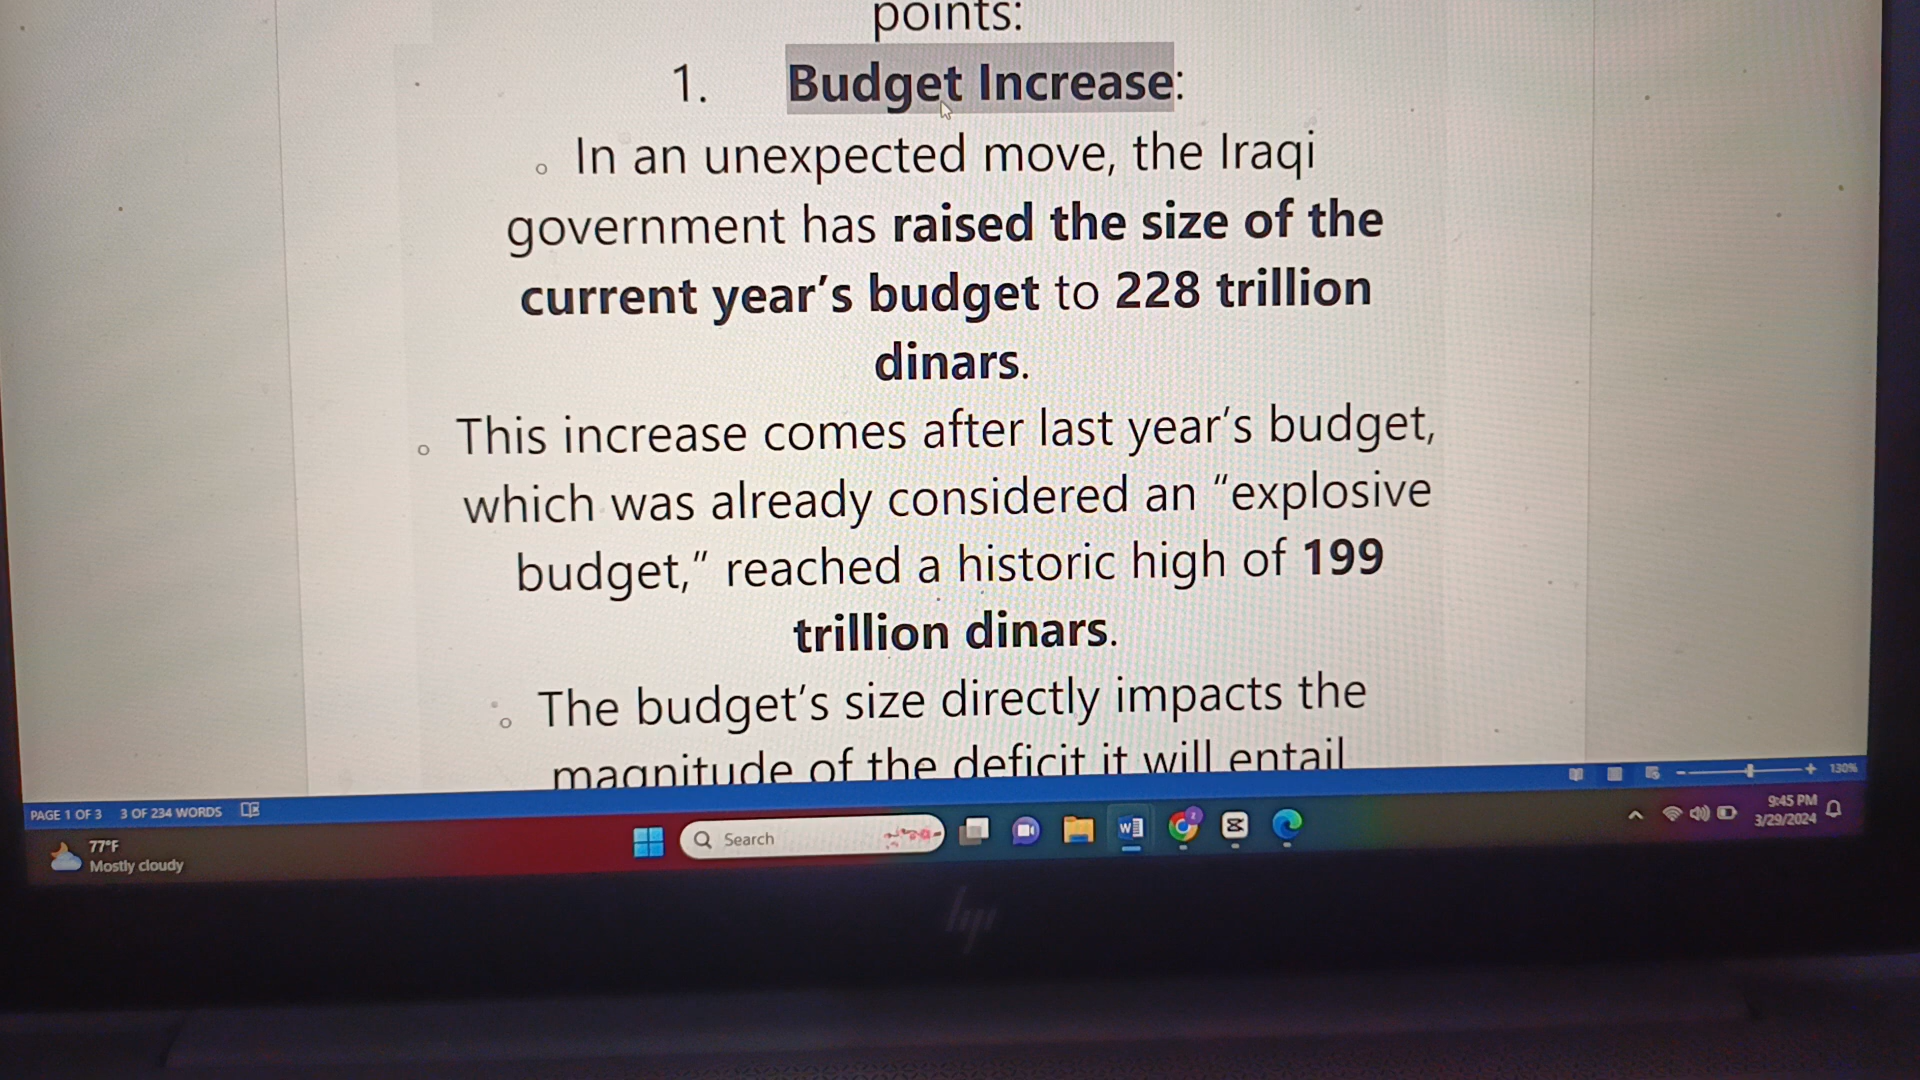 points:
1. Budget Increase:
○ In an unexpected move, the Iraqi
government has raised the size of the
current year’s budget to 228 trillion
dinars.
○ This increase comes after last year’s budget,
which was already considered an “explosive
budget,” reached a historic high of 199
trillion dinars.
○ The budget’s size directly impacts the
magnitude of the deficit it will entail
PAGE 1 OF 3 3 OF 234 WORDS
130%
77°F
Mostly cloudy
Search
9:45 PM
3/29/2024
hp